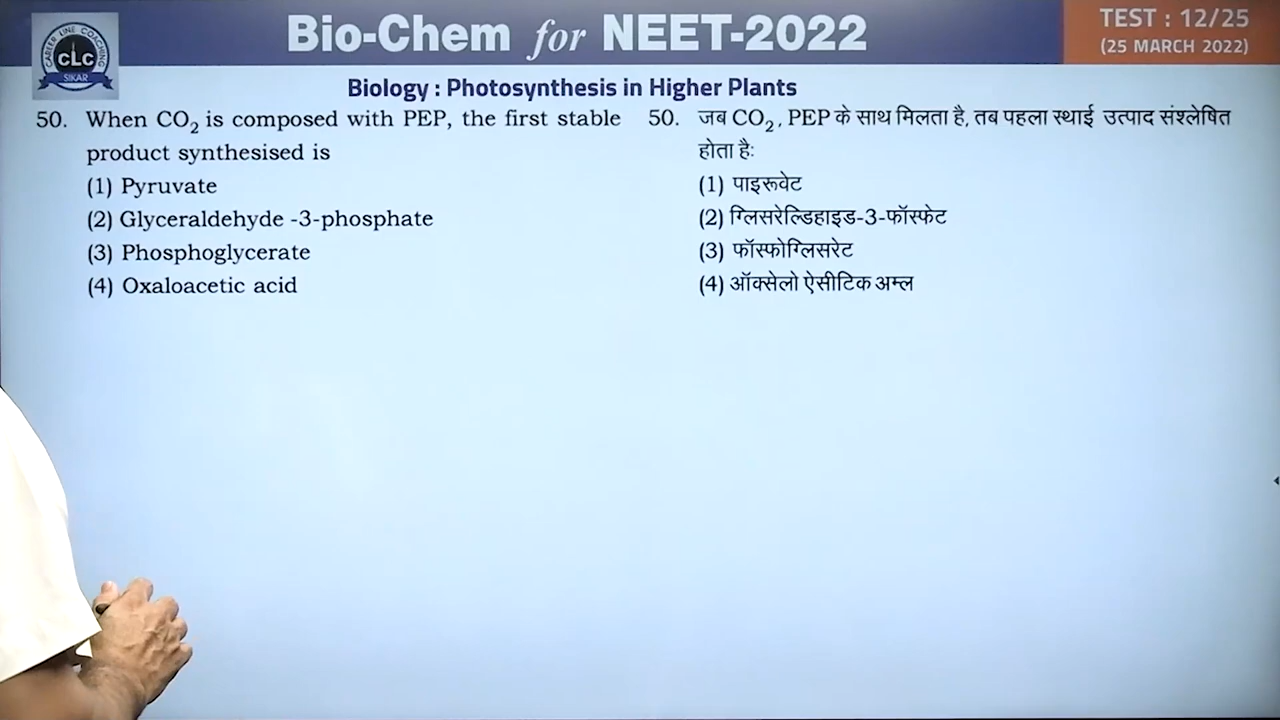 CAREER LINE COACHING
CLC
SIKAR
Bio-Chem for NEET-2022
TEST : 12/25
(25 MARCH 2022)
Biology : Photosynthesis in Higher Plants
50. When CO₂ is composed with PEP, the first stable
product synthesised is
(1) Pyruvate
(2) Glyceraldehyde -3-phosphate
(3) Phosphoglycerate
(4) Oxaloacetic acid
50. जब CO₂, PEP के साथ मिलता है, तब पहला स्थाई उत्पाद संश्लेषित
होता है:
(1) पाइरूवेट
(2) ग्लिसरेल्डिहाइड-3-फॉस्फेट
(3) फॉस्फोग्लिसरेट
(4) ऑक्सेलो ऐसीटिक अम्ल